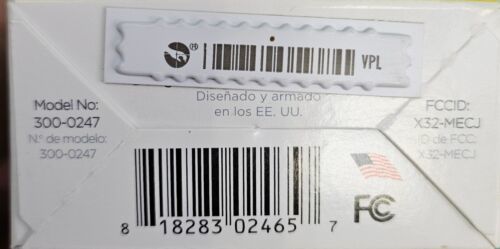 ® VPL
Diseñado y armado
en los EE. UU.
Model No:
300-0247
N.º de modelo:
300-0247
FCCID:
X32-MECJ
ID de FCC:
X32-MECJ
8 18283 02465 7
FC